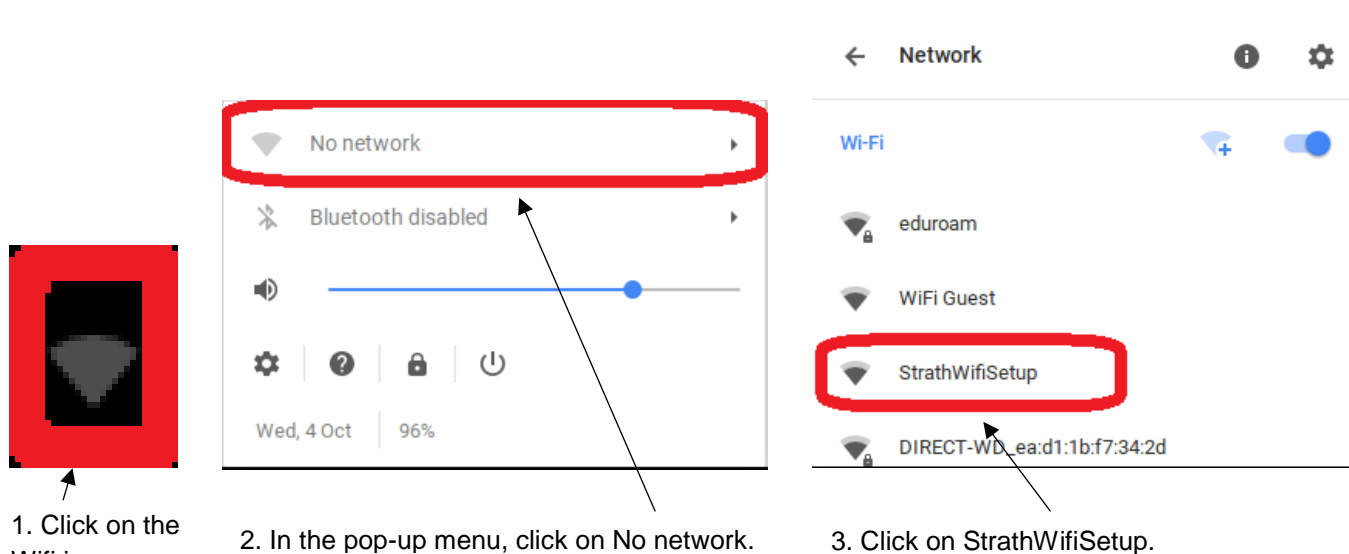 Network
Wi-Fi
eduroam
WiFi Guest
StrathWifiSetup
DIRECT-WD_ea:d1:1b:f7:34:2d
No network
Bluetooth disabled
Wed, 4 Oct 96%
1. Click on the
2. In the pop-up menu, click on No network.
3. Click on StrathWifiSetup.